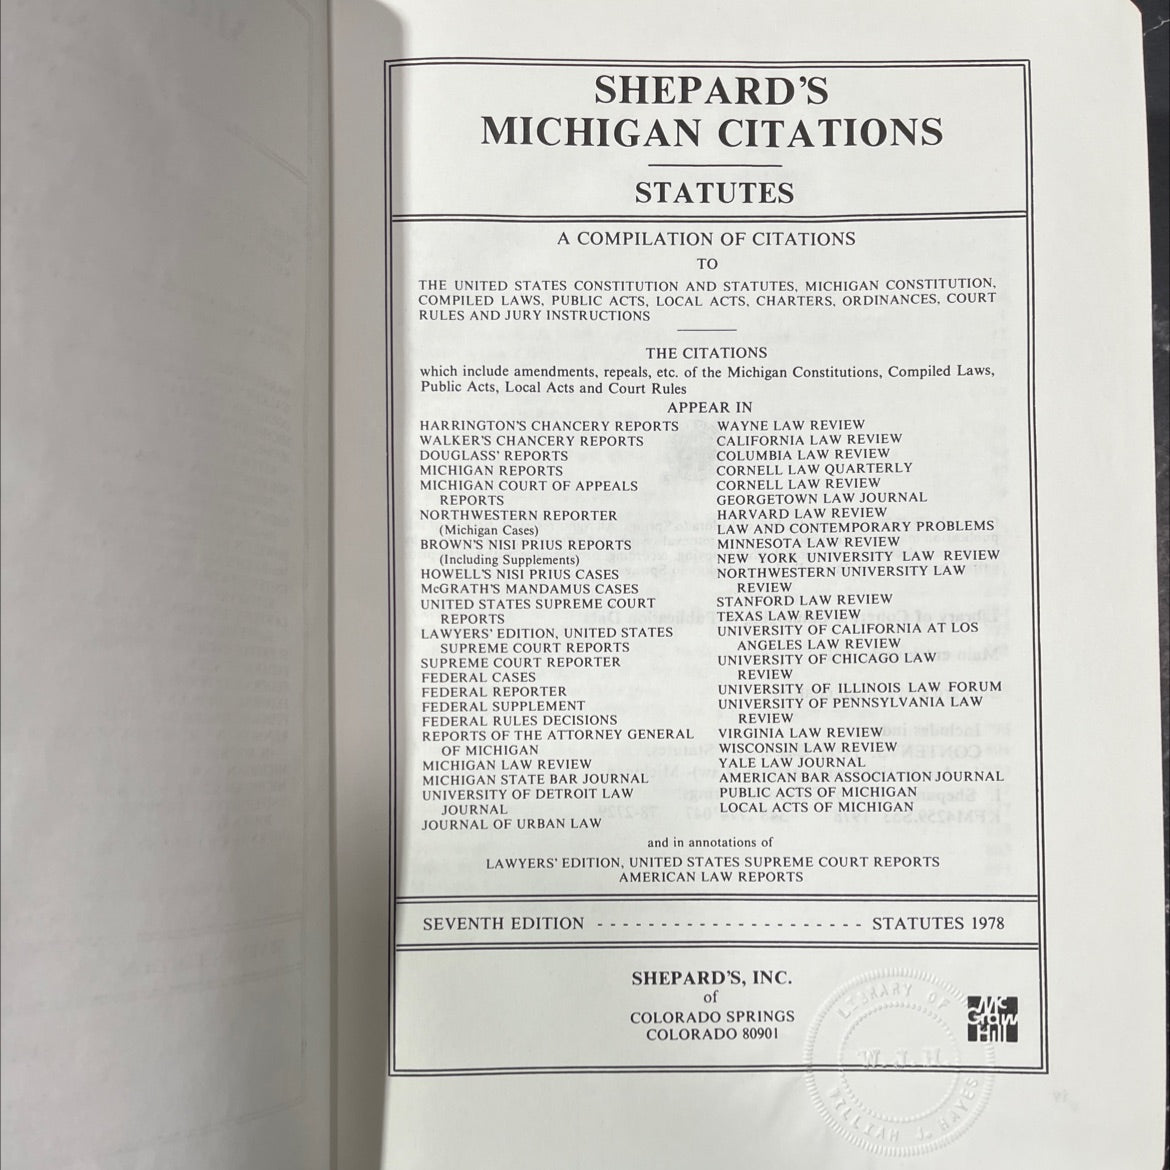 SHEPARD'S
MICHIGAN CITATIONS
STATUTES
A COMPILATION OF CITATIONS
TO
THE UNITED STATES CONSTITUTION AND STATUTES, MICHIGAN CONSTITUTION,
COMPILED LAWS, PUBLIC ACTS, LOCAL ACTS, CHARTERS, ORDINANCES, COURT
RULES AND JURY INSTRUCTIONS
THE CITATIONS
which include amendments, repeals, etc. of the Michigan Constitutions, Compiled Laws,
Public Acts, Local Acts and Court Rules
APPEAR IN
HARRINGTON'S CHANCERY REPORTS
WALKER'S CHANCERY REPORTS
DOUGLASS' REPORTS
MICHIGAN REPORTS
MICHIGAN COURT OF APPEALS
REPORTS
NORTHWESTERN REPORTER
(Michigan Cases)
BROWN'S NISI PRIUS REPORTS
(Including Supplements)
HOWELL'S NISI PRIUS CASES
McGRATH'S MANDAMUS CASES
UNITED STATES SUPREME COURT
REPORTS
LAWYERS' EDITION, UNITED STATES
SUPREME COURT REPORTS
SUPREME COURT REPORTER
FEDERAL CASES
FEDERAL REPORTER
FEDERAL SUPPLEMENT
FEDERAL RULES DECISIONS
REPORTS OF THE ATTORNEY GENERAL
OF MICHIGAN
MICHIGAN LAW REVIEW
MICHIGAN STATE BAR JOURNAL
UNIVERSITY OF DETROIT LAW
JOURNAL
JOURNAL OF URBAN LAW
WAYNE LAW REVIEW
CALIFORNIA LAW REVIEW
COLUMBIA LAW REVIEW
CORNELL LAW QUARTERLY
CORNELL LAW REVIEW
GEORGETOWN LAW JOURNAL
HARVARD LAW REVIEW
LAW AND CONTEMPORARY PROBLEMS
MINNESOTA LAW REVIEW
NEW YORK UNIVERSITY LAW REVIEW
NORTHWESTERN UNIVERSITY LAW
REVIEW
STANFORD LAW REVIEW
TEXAS LAW REVIEW
UNIVERSITY OF CALIFORNIA AT LOS
ANGELES LAW REVIEW
UNIVERSITY OF CHICAGO LAW
REVIEW
UNIVERSITY OF ILLINOIS LAW FORUM
UNIVERSITY OF PENNSYLVANIA LAW
REVIEW
VIRGINIA LAW REVIEW
WISCONSIN LAW REVIEW
YALE LAW JOURNAL
AMERICAN BAR ASSOCIATION JOURNAL
PUBLIC ACTS OF MICHIGAN
LOCAL ACTS OF MICHIGAN
and in annotations of
LAWYERS' EDITION, UNITED STATES SUPREME COURT REPORTS
AMERICAN LAW REPORTS
SEVENTH EDITION - - - - - - - - - - - - - - - - - - - - - STATUTES 1978
SHEPARD'S, INC.
of
COLORADO SPRINGS
COLORADO 80901
Mc
Graw
Hill
LIBRARY OF
W.J.H.
WILLIAM J. HAYES